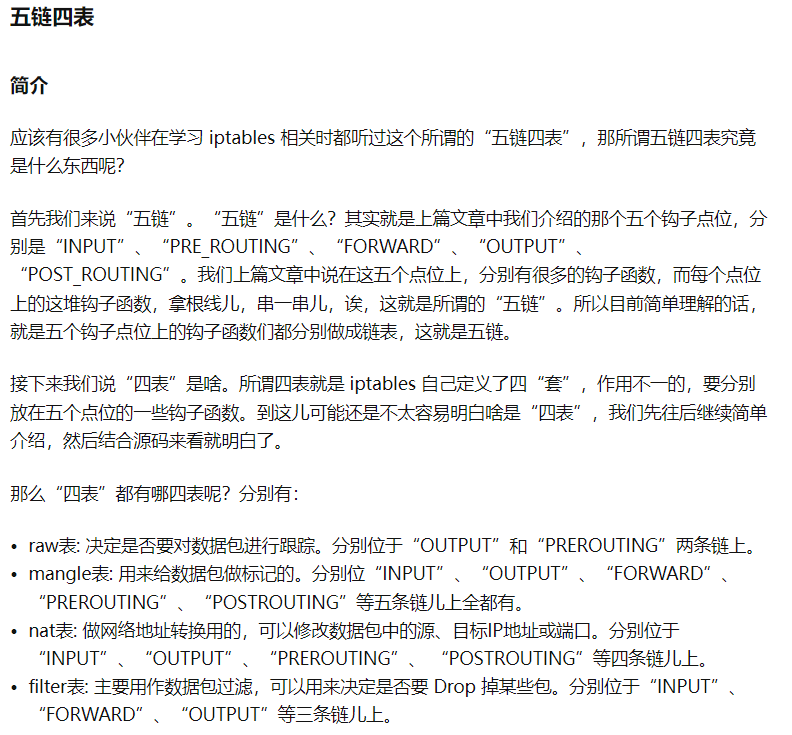 五链四表
简介
应该有很多小伙伴在学习 iptables 相关时都听过这个所谓的“五链四表”，那所谓五链四表究竟
是什么东西呢？
首先我们来说“五链”。“五链”是什么？其实就是上篇文章中我们介绍的那个五个钩子点位，分
别是“INPUT”、“PRE_ROUTING”、“FORWARD”、“OUTPUT”、
“POST_ROUTING”。我们上篇文章中说在这五个点位上，分别有很多的钩子函数，而每个点位
上的这堆钩子函数，拿根线儿，串一串儿，诶，这就是所谓的“五链”。所以目前简单理解的话，
就是五个钩子点位上的钩子函数们都分别做成链表，这就是五链。
接下来我们说“四表”是啥。所谓四表就是 iptables 自己定义了四“套”，作用不一的，要分别
放在五个点位的一些钩子函数。到这儿可能还是不太容易明白啥是“四表”，我们先往后继续简单
介绍，然后结合源码来看就明白了。
那么“四表”都有哪四表呢？分别有：
• raw表: 决定是否要对数据包进行跟踪。分别位于“OUTPUT”和“PREROUTING”两条链上。
• mangle表: 用来给数据包做标记的。分别位“INPUT”、“OUTPUT”、“FORWARD”、
“PREROUTING”、“POSTROUTING”等五条链儿上全都有。
• nat表: 做网络地址转换用的，可以修改数据包中的源、目标IP地址或端口。分别位于
“INPUT”、“OUTPUT”、“PREROUTING”、 “POSTROUTING”等四条链儿上。
• filter表: 主要用作数据包过滤，可以用来决定是否要 Drop 掉某些包。分别位于“INPUT”、
“FORWARD”、“OUTPUT”等三条链儿上。